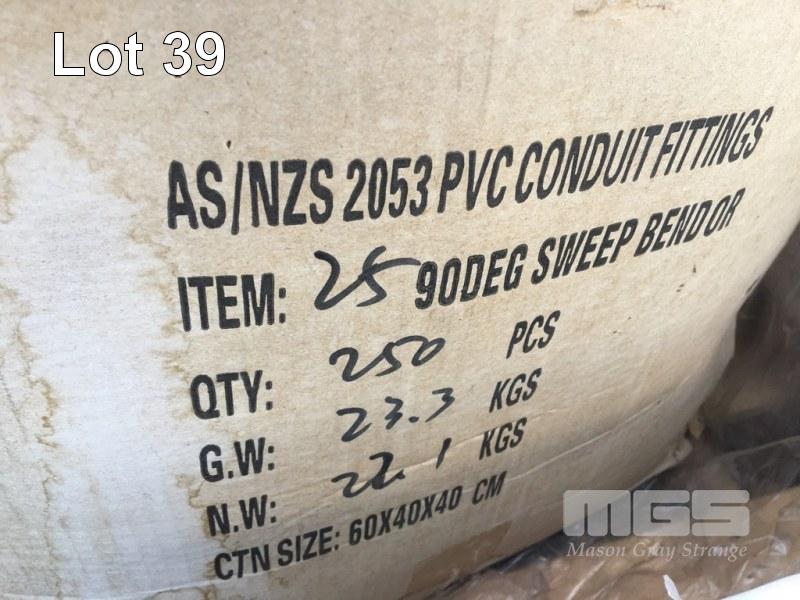 Lot 39
AS/NZS 2053 PVC CONDUIT FITTINGS
ITEM: 25 90DEG SWEEP BENDOR
QTY: 250 PCS
G.W: 23.3 KGS
N.W: 22.1 KGS
CTN SIZE: 60X40X40 CM
MGS
Mason Gray Strange